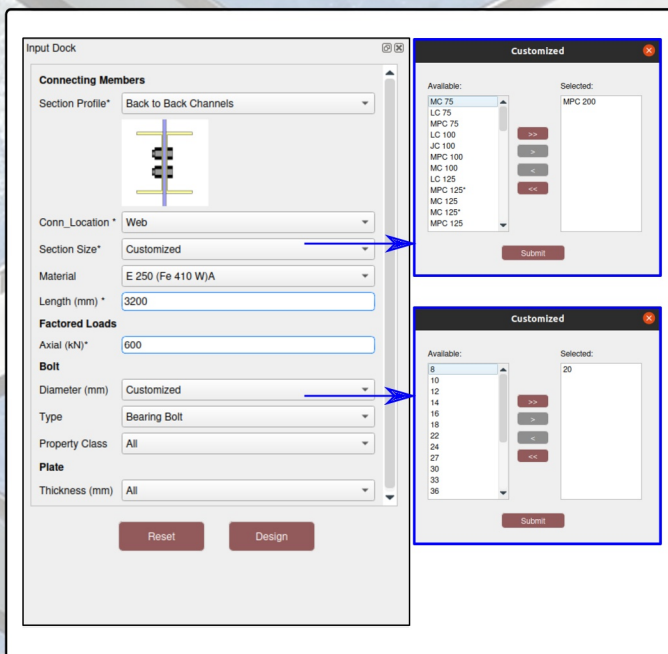 Input Dock
Connecting Members
Section Profile* Back to Back Channels
Conn_Location * Web
Section Size* Customized
Material E 250 (Fe 410 W)A
Length (mm) * 3200
Factored Loads
Axial (kN)* 600
Bolt
Diameter (mm) Customized
Type Bearing Bolt
Property Class All
Plate
Thickness (mm) All
Reset Design
Customized
Available: Selected:
MC 75 MPC 200
LC 75
MPC 75
LC 100
JC 100
MPC 100
MC 100
LC 125
MPC 125*
MC 125
MC 125*
MPC 125
>>
>
<
<<
Submit
Customized
Available: Selected:
8 20
10
12
14
16
18
22
24
27
30
33
36
>>
>
<
<<
Submit